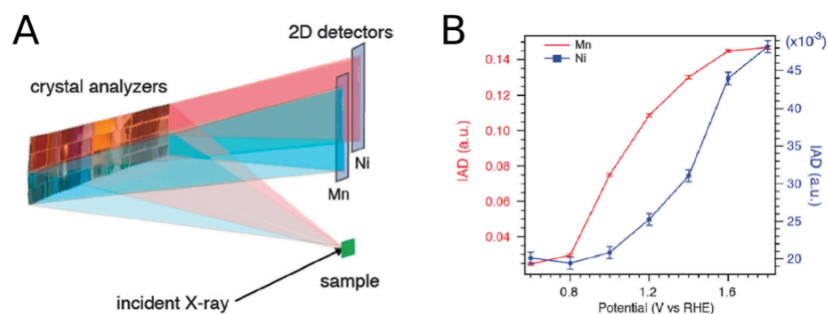 A
2D detectors
crystal analyzers
Ni
Mn
sample
incident X-ray
B
Mn
Ni
(x10⁻³)
0.14
0.12
0.10
0.08
0.06
0.04
IAD (a.u.)
45
40
35
30
25
20
IAD (a.u.)
0.8
1.2
1.6
Potential (V vs RHE)